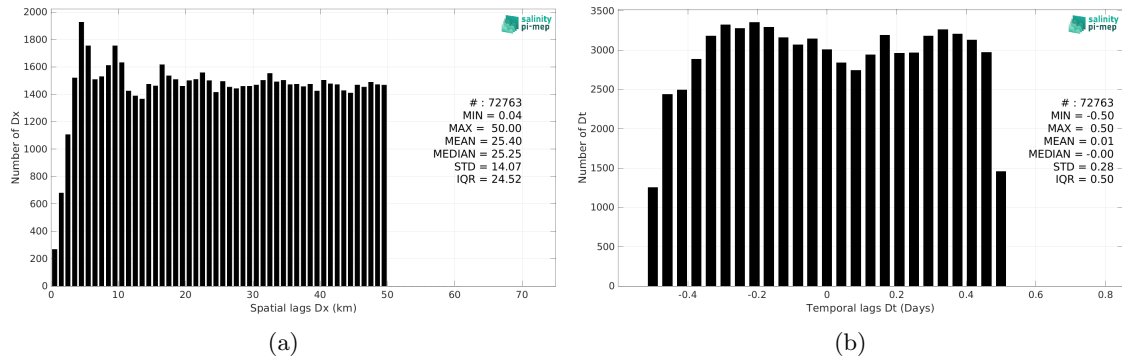 salinity
pi-mep
2000
1800
1600
1400
1200
1000
800
600
400
200
0
Number of Dx
# : 72763
MIN = 0.04
MAX = 50.00
MEAN = 25.40
MEDIAN = 25.25
STD = 14.07
IQR = 24.52
0 10 20 30 40 50 60 70
Spatial lags Dx (km)
(a)
salinity
pi-mep
3500
3000
2500
2000
1500
1000
500
0
Number of Dt
# : 72763
MIN = -0.50
MAX = 0.50
MEAN = 0.01
MEDIAN = -0.00
STD = 0.28
IQR = 0.50
-0.4 -0.2 0 0.2 0.4 0.6 0.8
Temporal lags Dt (Days)
(b)